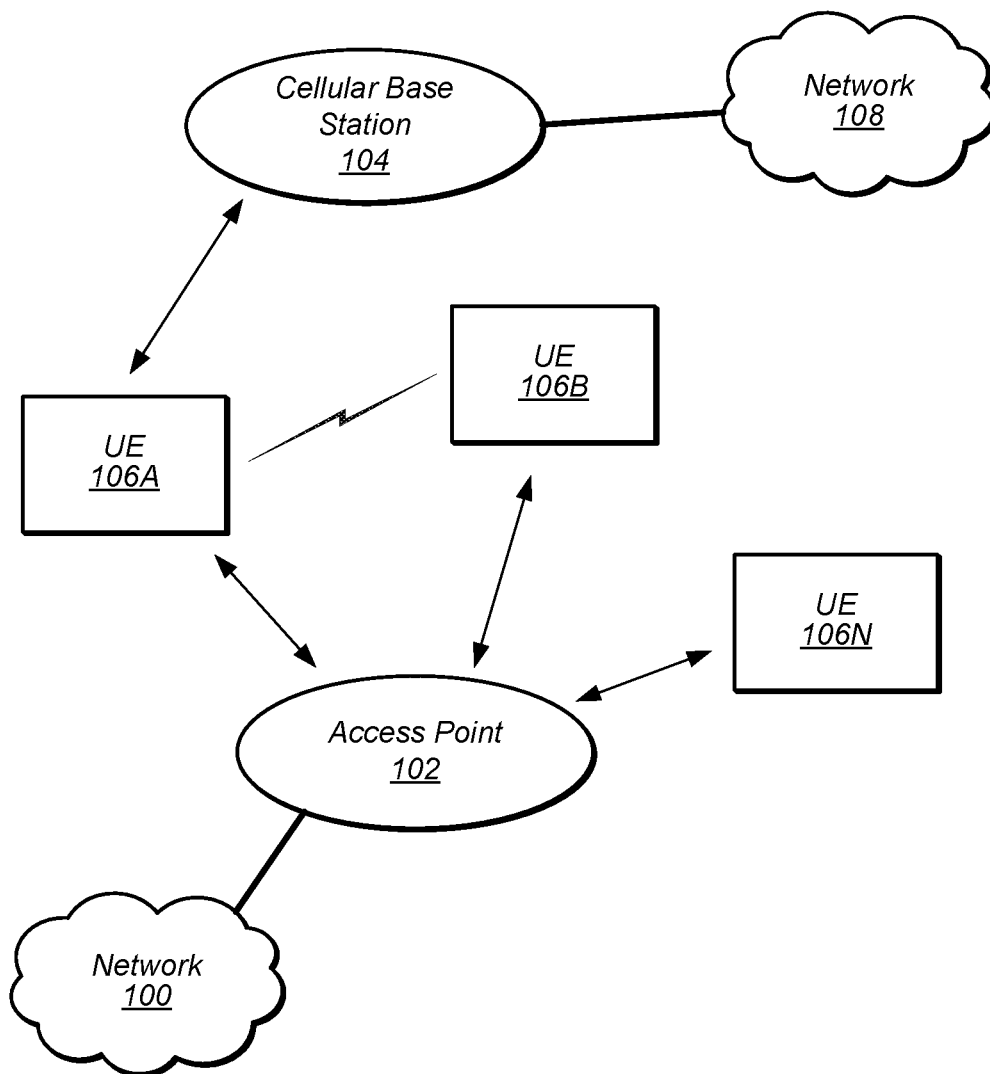 Cellular Base
Station
104
Network
108
UE
106B
UE
106A
UE
106N
Access Point
102
Network
100